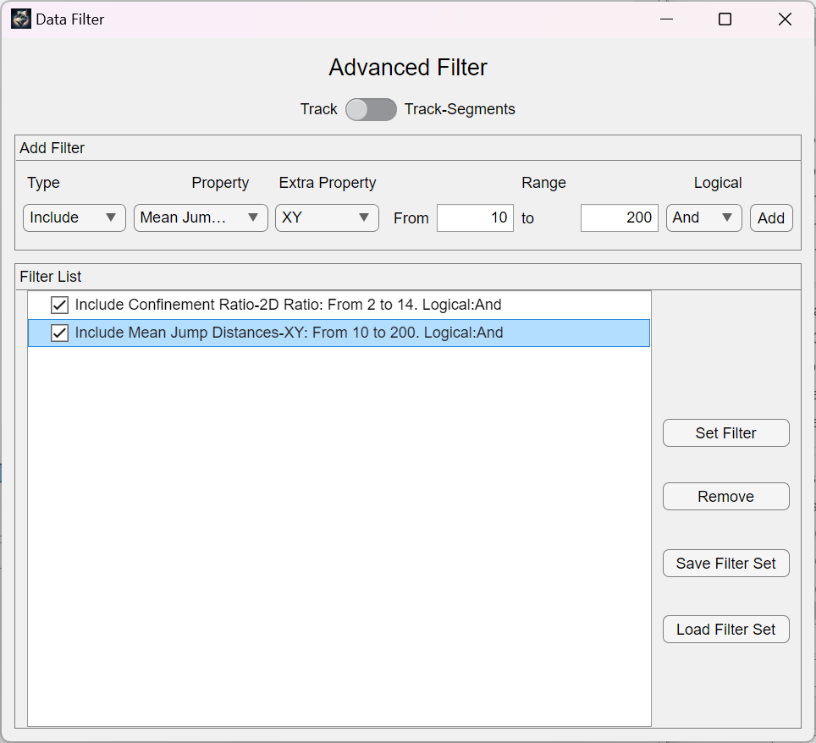 Data Filter
Advanced Filter
Track Track-Segments
Add Filter
Type Property Extra Property Range Logical
Include Mean Jum... XY From 10 to 200 And Add
Filter List
Include Confinement Ratio-2D Ratio: From 2 to 14. Logical:And
Include Mean Jump Distances-XY: From 10 to 200. Logical:And
Set Filter
Remove
Save Filter Set
Load Filter Set